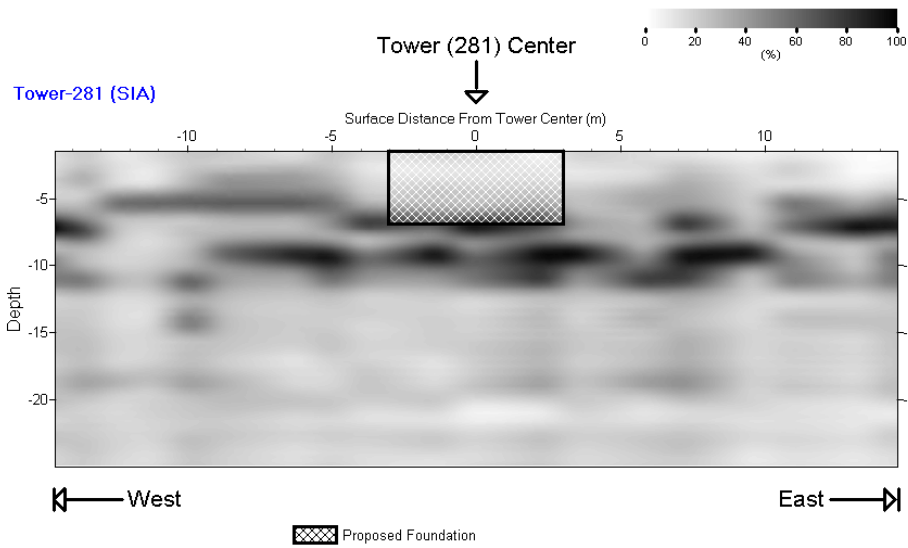 0 20 40 60 80 100
(%)
Tower (281) Center
Tower-281 (SIA)
Surface Distance From Tower Center (m)
-10 -5 0 5 10
-5
-10
-15
-20
Depth
West
East
Proposed Foundation